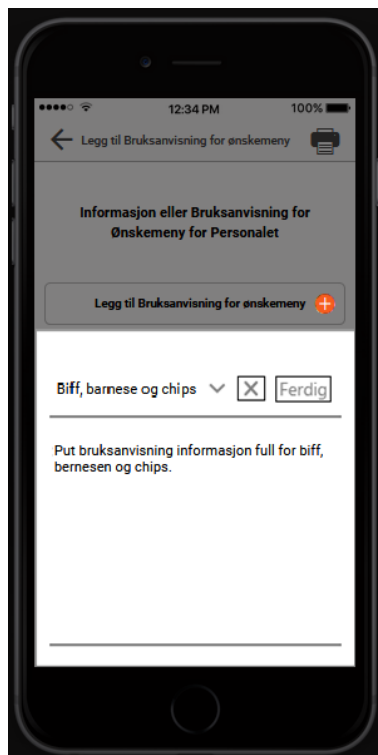 12:34 PM
100%
Legg til Bruksanvisning for ønskemeny
Informasjon eller Bruksanvisning for
Ønskemeny for Personalet
Legg til Bruksanvisning for ønskemeny
Biff, barnese og chips
Ferdig
Put bruksanvisning informasjon full for biff,
bernesen og chips.